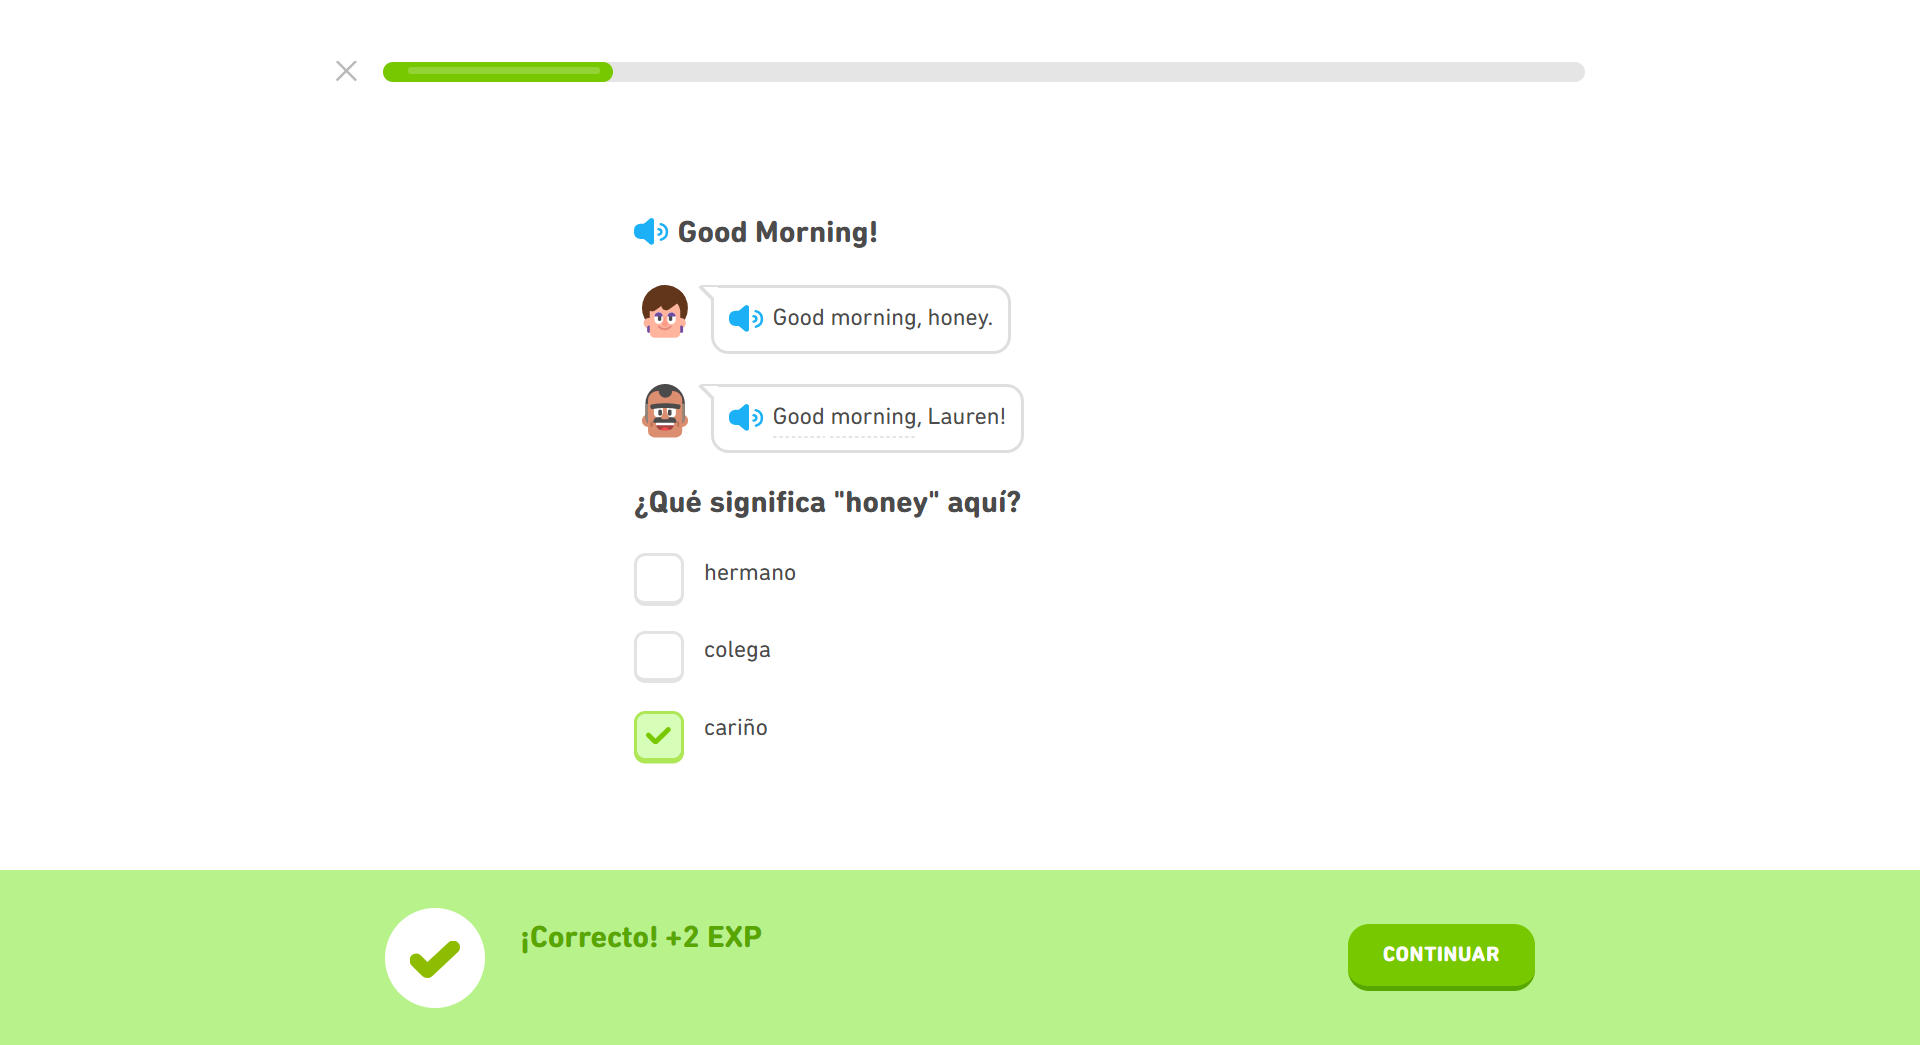 Good Morning!
Good morning, honey.
Good morning, Lauren!
¿Qué significa "honey" aquí?
hermano
colega
cariño
¡Correcto! +2 EXP
CONTINUAR